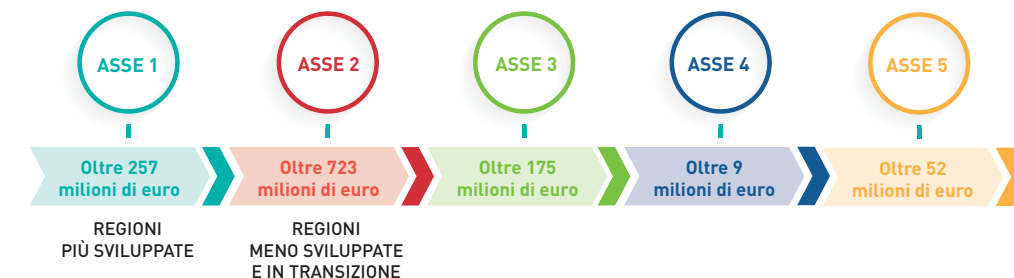 ASSE 1
ASSE 2
ASSE 3
ASSE 4
ASSE 5
Oltre 257
milioni di euro
Oltre 723
milioni di euro
Oltre 175
milioni di euro
Oltre 9
milioni di euro
Oltre 52
milioni di euro
REGIONI
PIÙ SVILUPPATE
REGIONI
MENO SVILUPPATE
E IN TRANSIZIONE